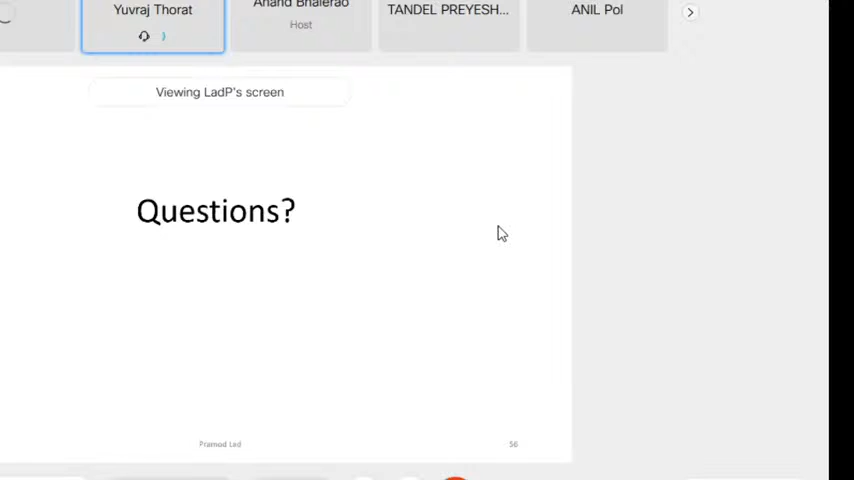 Yuvraj Thorat
Anand Bhalerao
Host
TANDEL PREYESH...
ANIL Pol
Viewing LadP's screen
Questions?
Pramod Lad
56